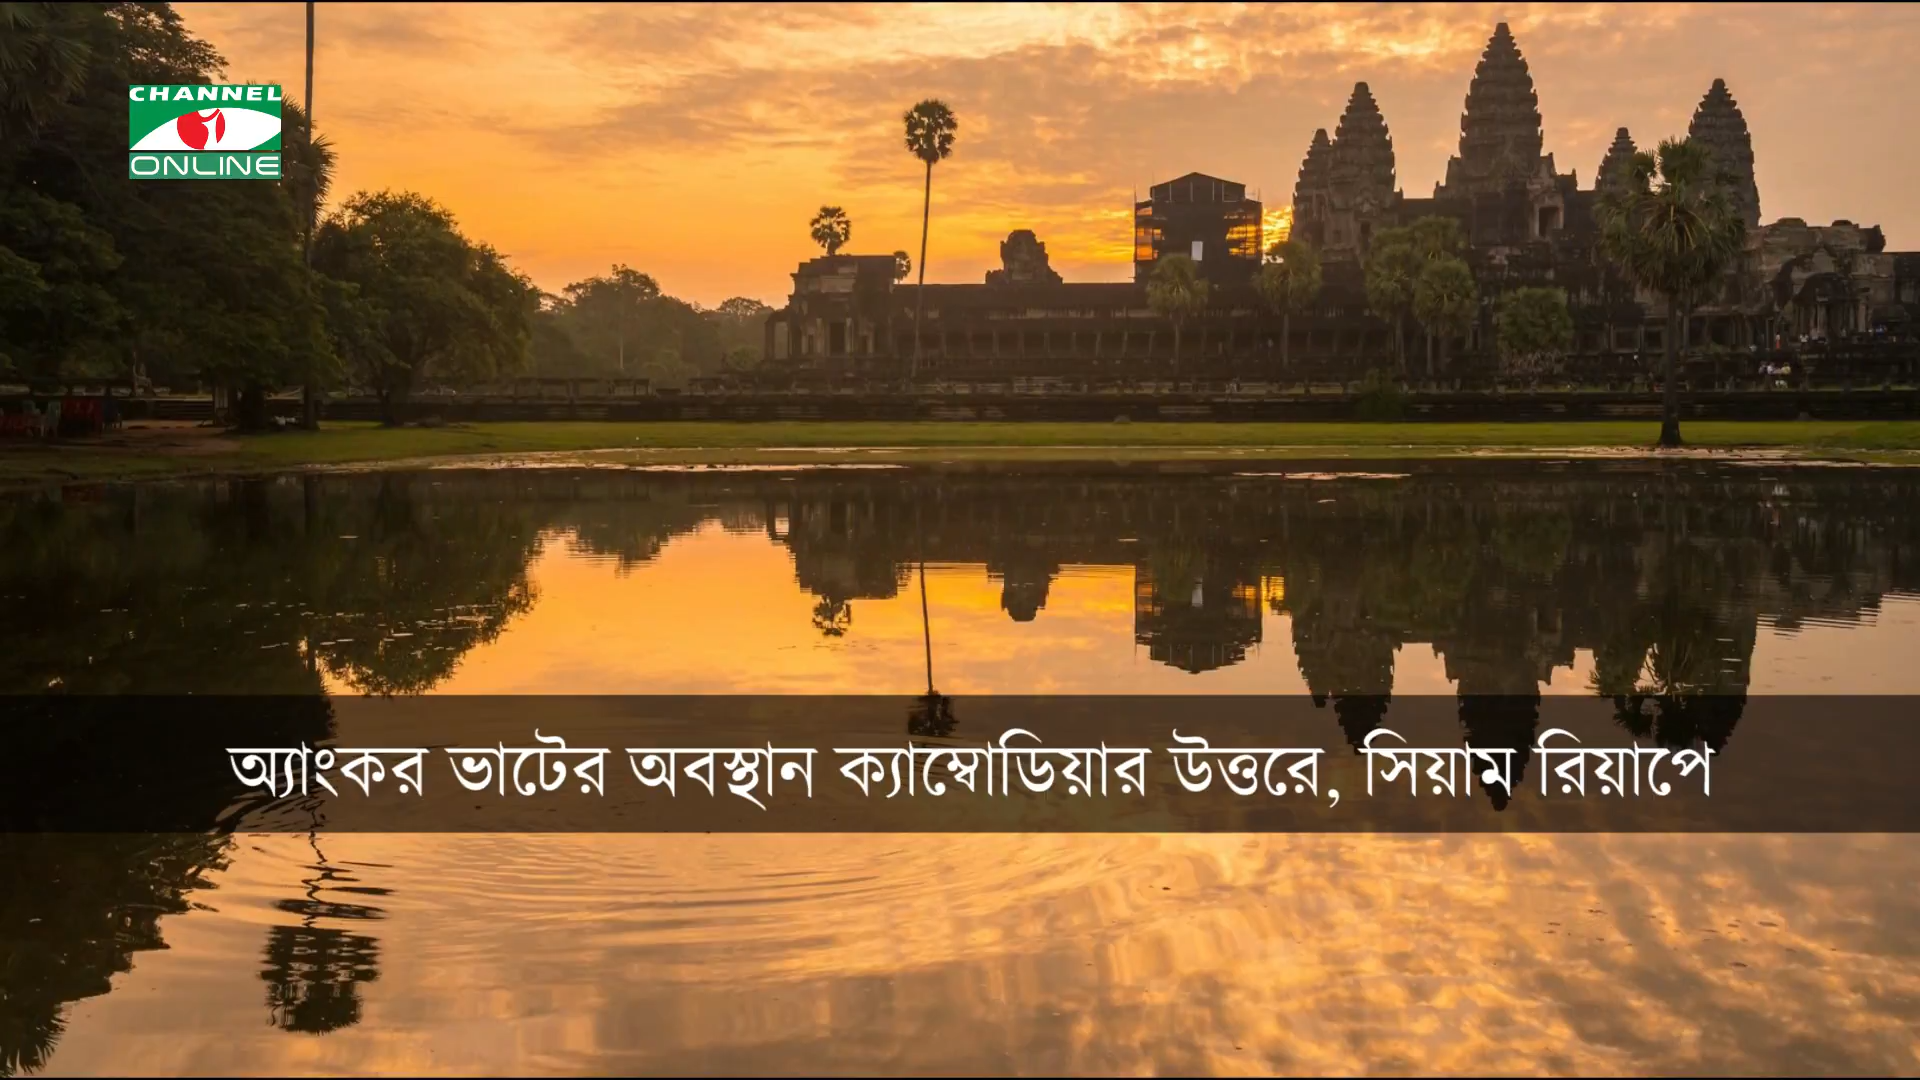 CHANNEL
ONLINE
অ্যাংকর ভাটের অবস্থান ক্যাম্বোডিয়ার উত্তরে, সিয়াম রিয়াপে